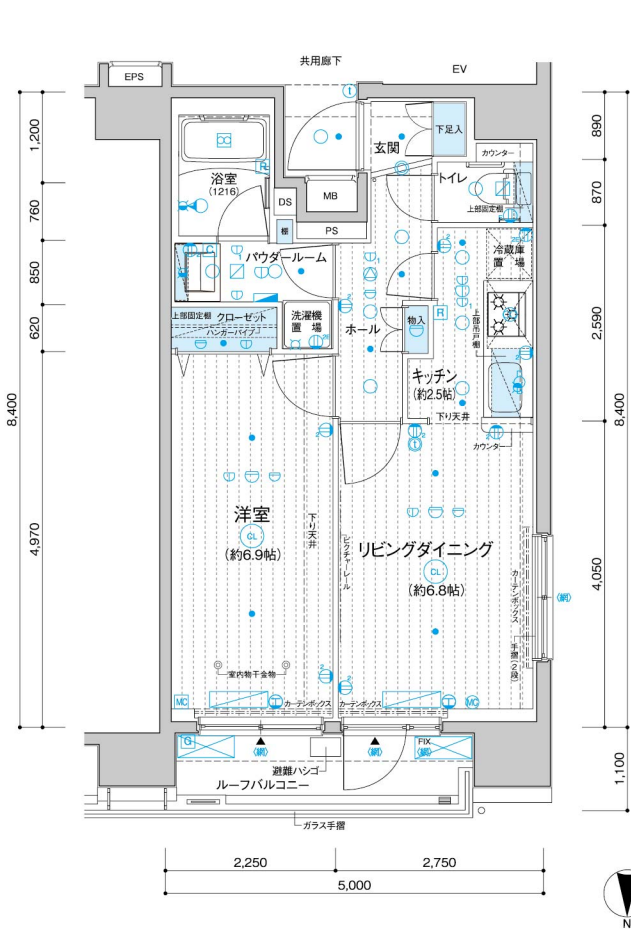 共用廊下
EV
EPS
1,200
760
850
620
4,970
8,400
890
870
2,590
4,050
8,400
1,100
t
玄関
下足入
カウンター
浴室
(1216)
R
トイレ
上部固定棚
DS
MB
棚
PS
パウダールーム
冷蔵庫
置場
上部固定棚
クローゼット
ハンガーパイプ
洗濯機
置場
ホール
物入
R
上部吊戸棚
キッチン
(約2.5帖)
下り天井
カウンター
2
2
t
洋室
CL
(約6.9帖)
下り天井
ピクチャーレール
リビングダイニング
CL
(約6.8帖)
カーテンボックス
手摺(2段)
〈網〉
室内物干金物
2
2
MC
カーテンボックス
カーテンボックス
MC
G
〈網〉
〈網〉
FIX
〈網〉
避難ハシゴ
ルーフバルコニー
ガラス手摺
2,250
2,750
5,000
N